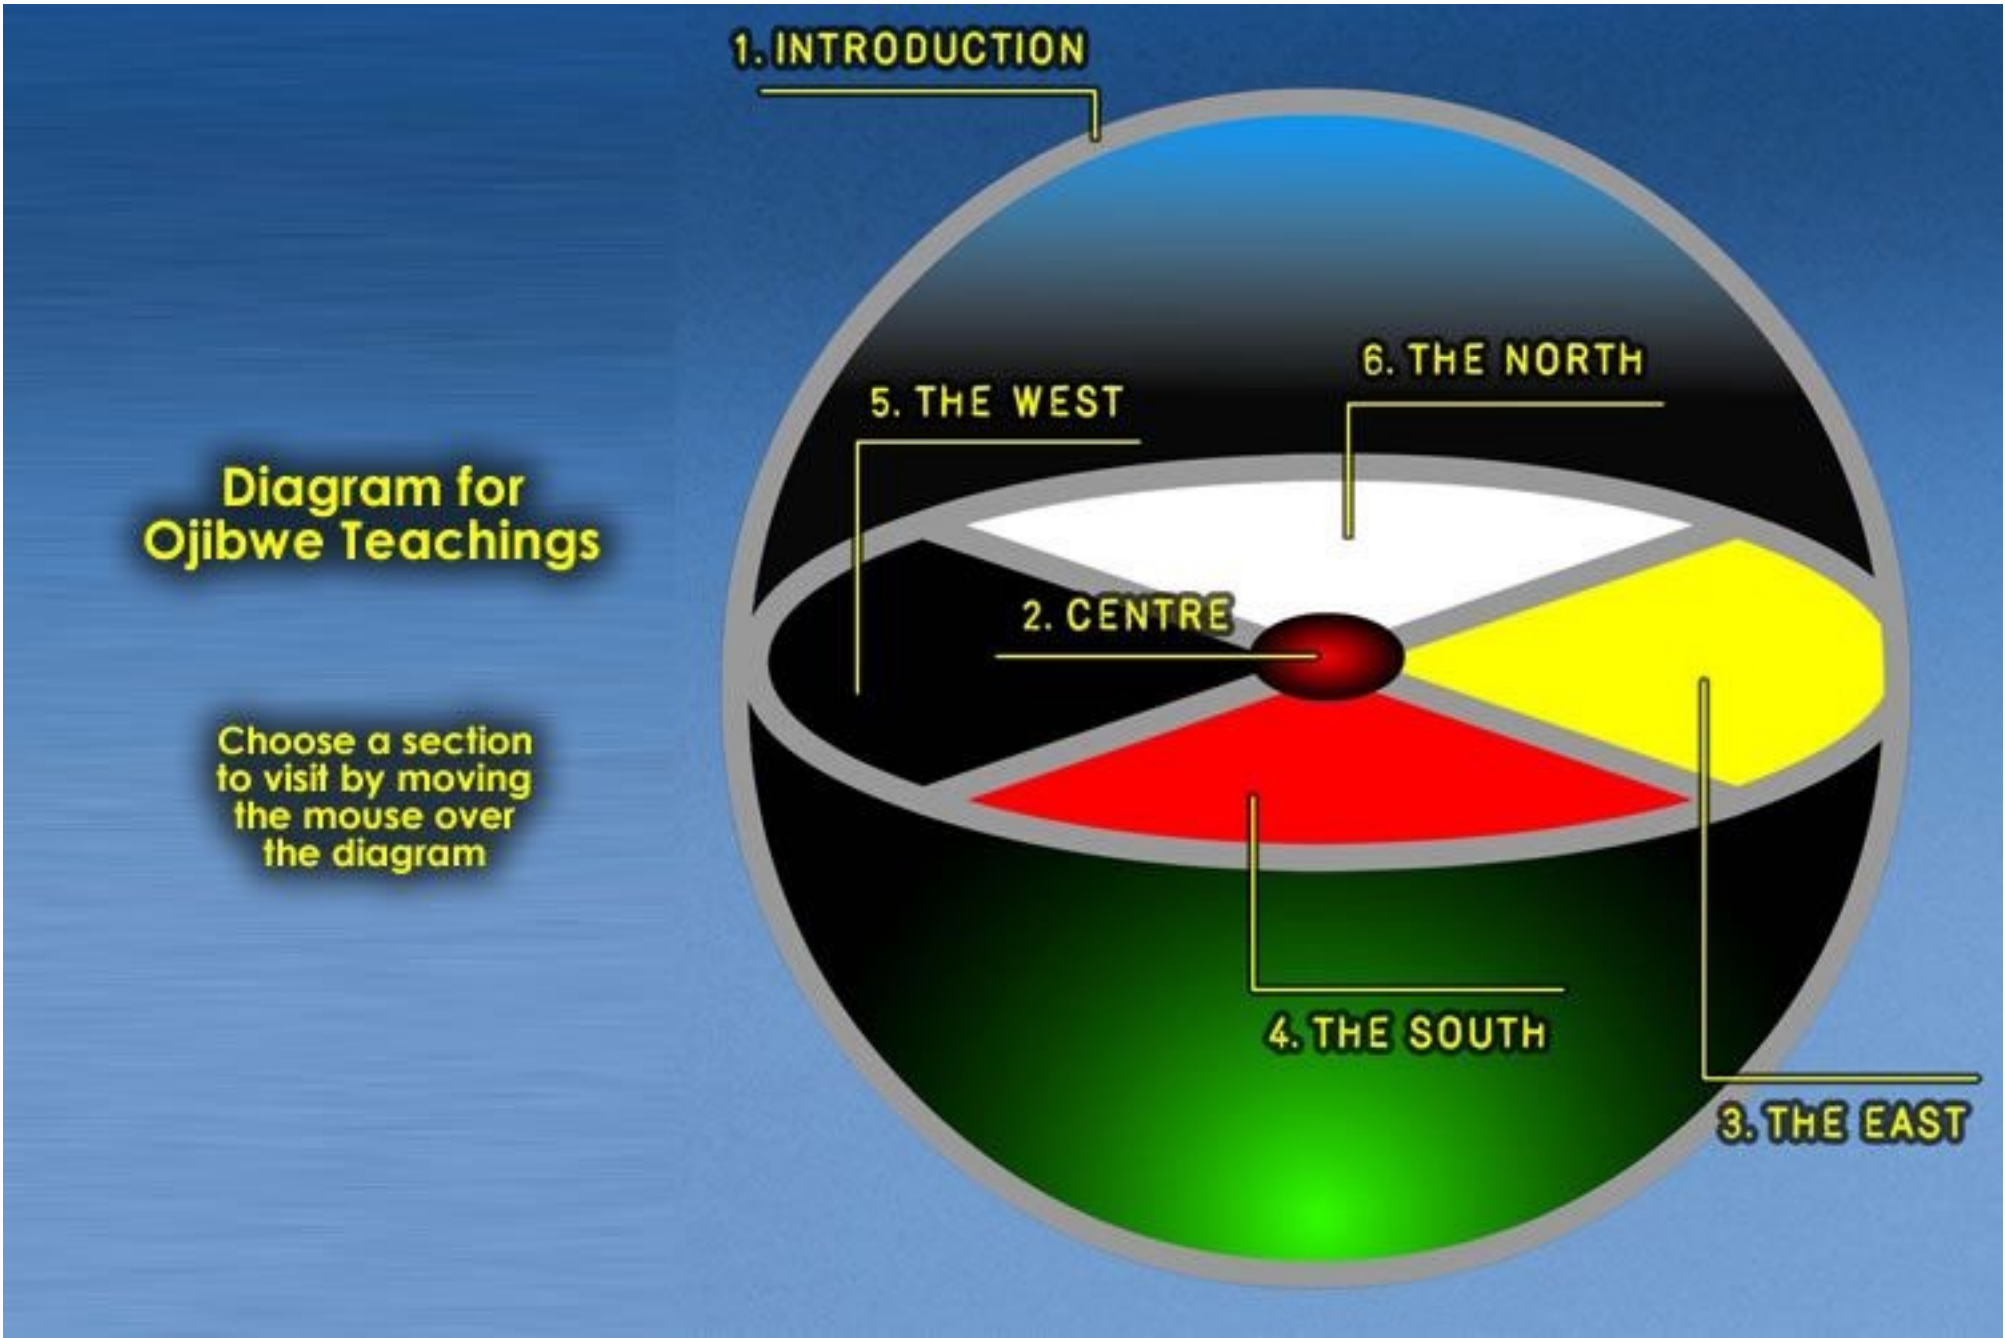 1. INTRODUCTION
6. THE NORTH
5. THE WEST
Diagram for
Ojibwe Teachings
2. CENTRE
Choose a section
to visit by moving
the mouse over
the diagram
4. THE SOUTH
3. THE EAST